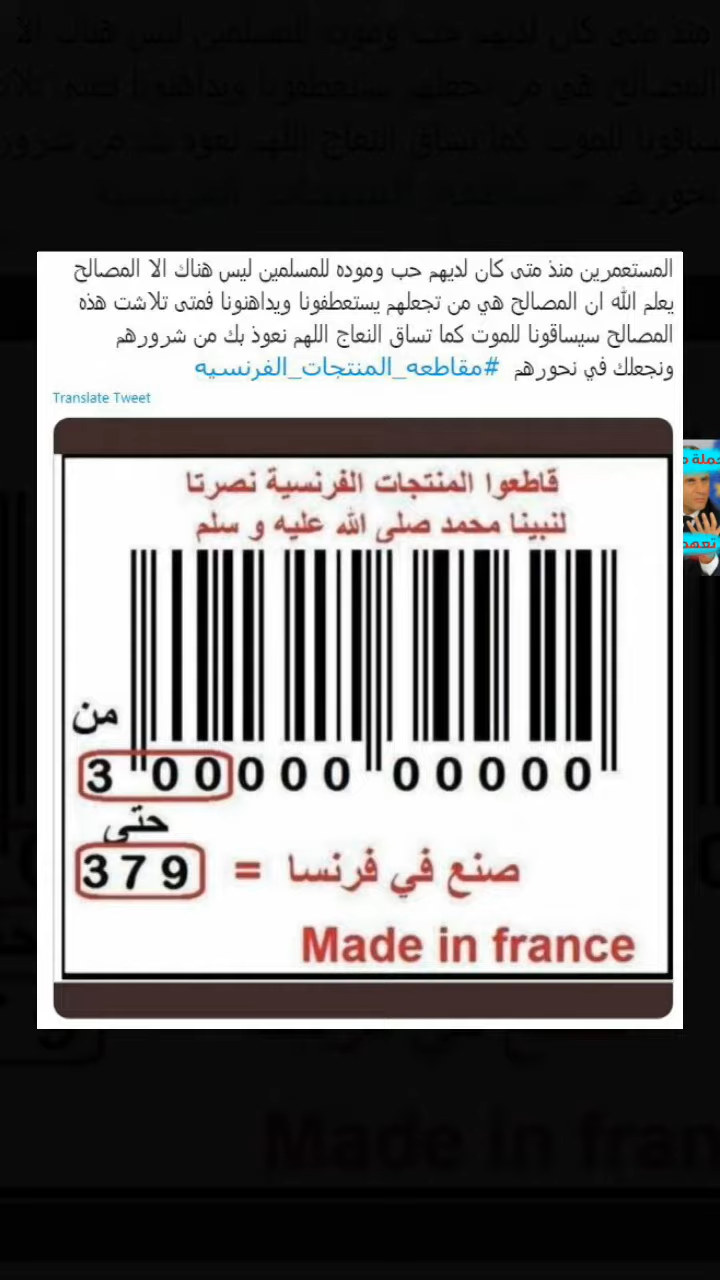 المستعمرين منذ متى كان لديهم حب وموده للمسلمين ليس هناك الا المصالح
يعلم الله ان المصالح هي من تجعلهم يستعطفونا ويداهنونا فمتى تلاشت هذه
المصالح سيساقونا للموت كما تساق النعاج اللهم نعوذ بك من شرورهم
ونجعلك في نحورهم #مقاطعه_المنتجات_الفرنسيه
Translate Tweet
قاطعوا المنتجات الفرنسية نصرتا
لنبينا محمد صلى الله عليه و سلم
من
3 00000 00000
حتى
379 = صنع في فرنسا
Made in france